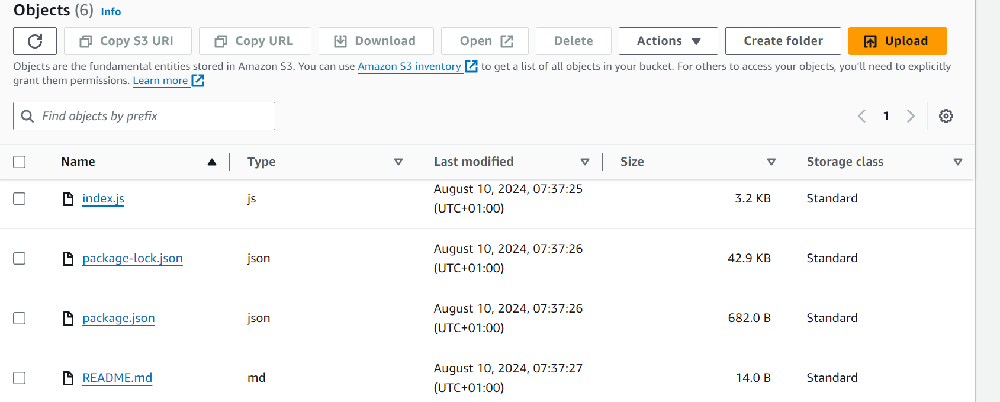 Objects (6) Info
Copy S3 URI Copy URL Download Open Delete Actions Create folder Upload
Objects are the fundamental entities stored in Amazon S3. You can use Amazon S3 inventory to get a list of all objects in your bucket. For others to access your objects, you’ll need to explicitly
grant them permissions. Learn more
Find objects by prefix 1
Name Type Last modified Size Storage class
index.js js August 10, 2024, 07:37:25 (UTC+01:00) 3.2 KB Standard
package-lock.json json August 10, 2024, 07:37:26 (UTC+01:00) 42.9 KB Standard
package.json json August 10, 2024, 07:37:26 (UTC+01:00) 682.0 B Standard
README.md md August 10, 2024, 07:37:27 (UTC+01:00) 14.0 B Standard